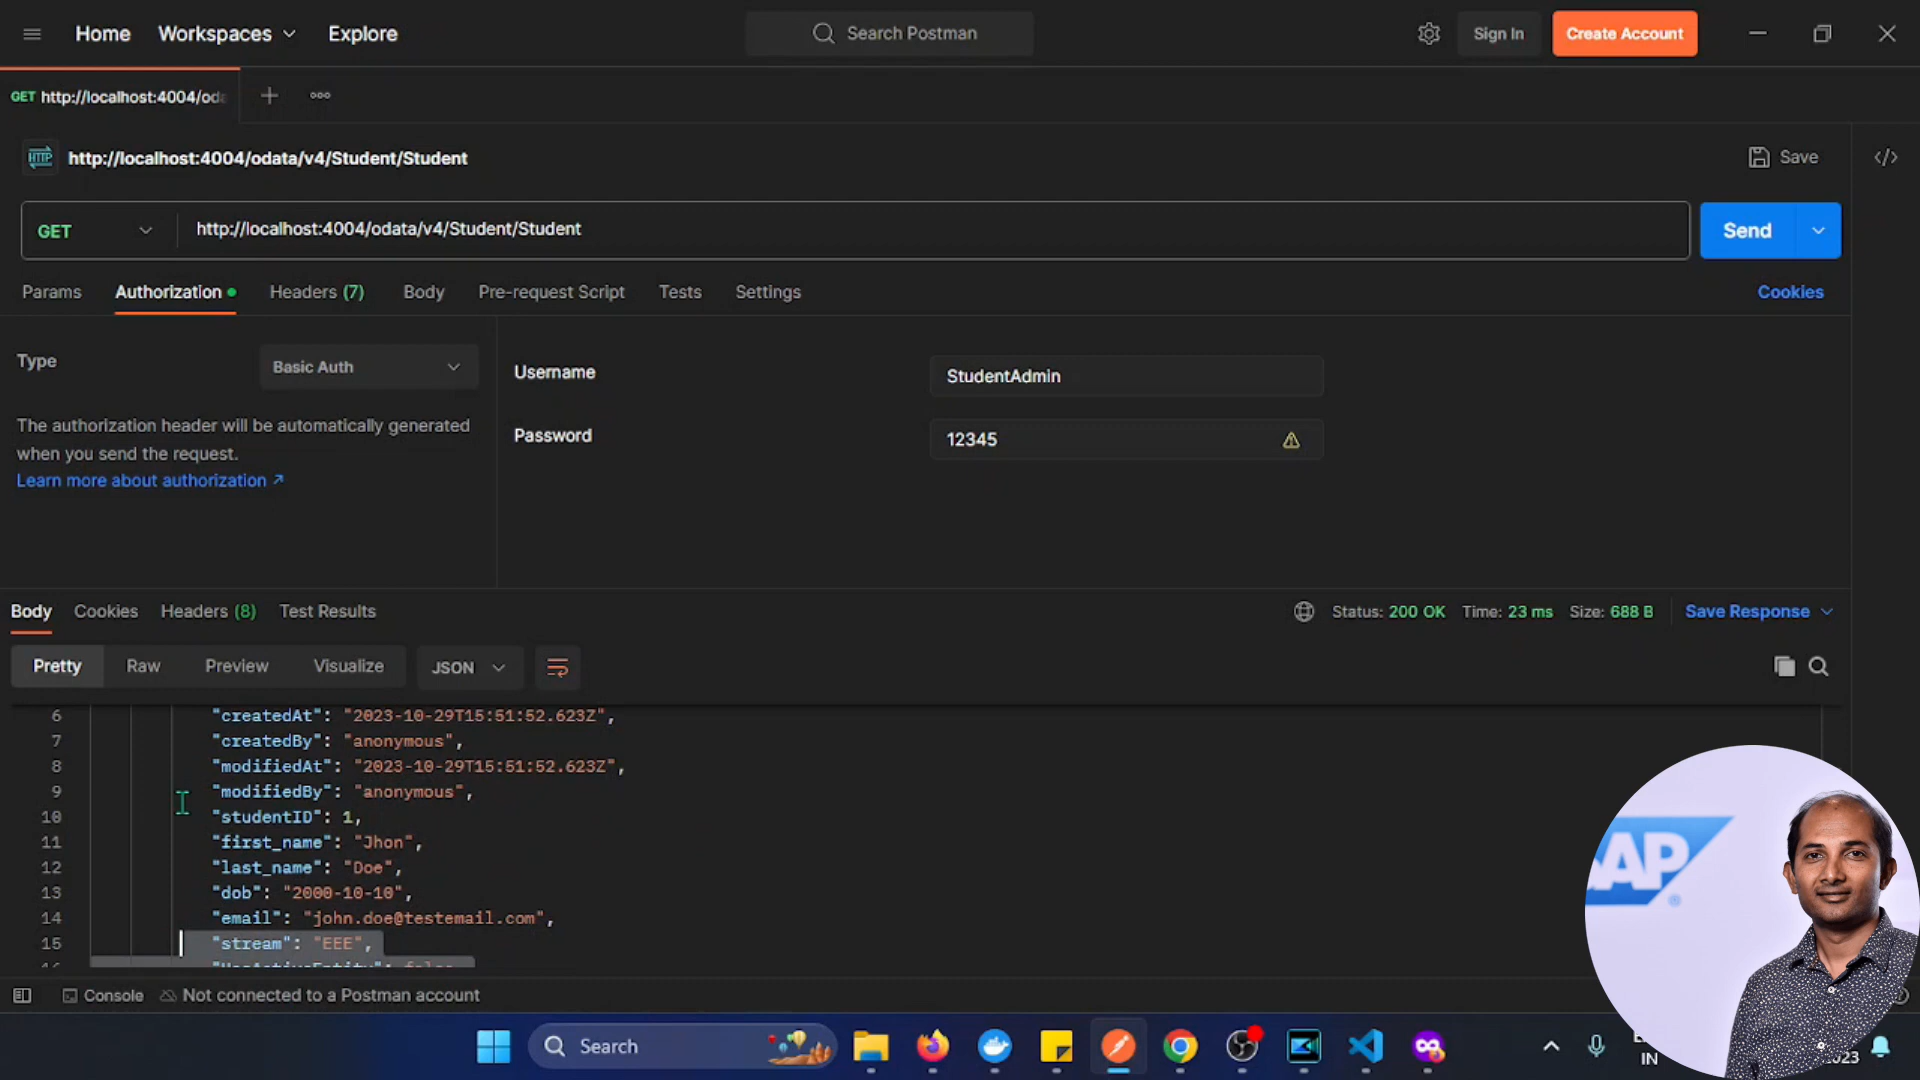 Home Workspaces Explore Search Postman Sign In Create Account
GET http://localhost:4004/oda
HTTP http://localhost:4004/odata/v4/Student/Student Save
GET http://localhost:4004/odata/v4/Student/Student Send
Params Authorization Headers (7) Body Pre-request Script Tests Settings Cookies
Type Basic Auth
The authorization header will be automatically generated
when you send the request.
Learn more about authorization ↗
Username StudentAdmin
Password 12345
Body Cookies Headers (8) Test Results Status: 200 OK Time: 23 ms Size: 688 B Save Response
Pretty Raw Preview Visualize JSON
6 "createdAt": "2023-10-29T15:51:52.623Z",
7 "createdBy": "anonymous",
8 "modifiedAt": "2023-10-29T15:51:52.623Z",
9 "modifiedBy": "anonymous",
10 "studentID": 1,
11 "first_name": "Jhon",
12 "last_name": "Doe",
13 "dob": "2000-10-10",
14 "email": "john.doe@testemail.com",
15 "stream": "EEE",
SAP
Console Not connected to a Postman account
Search
IN
2023